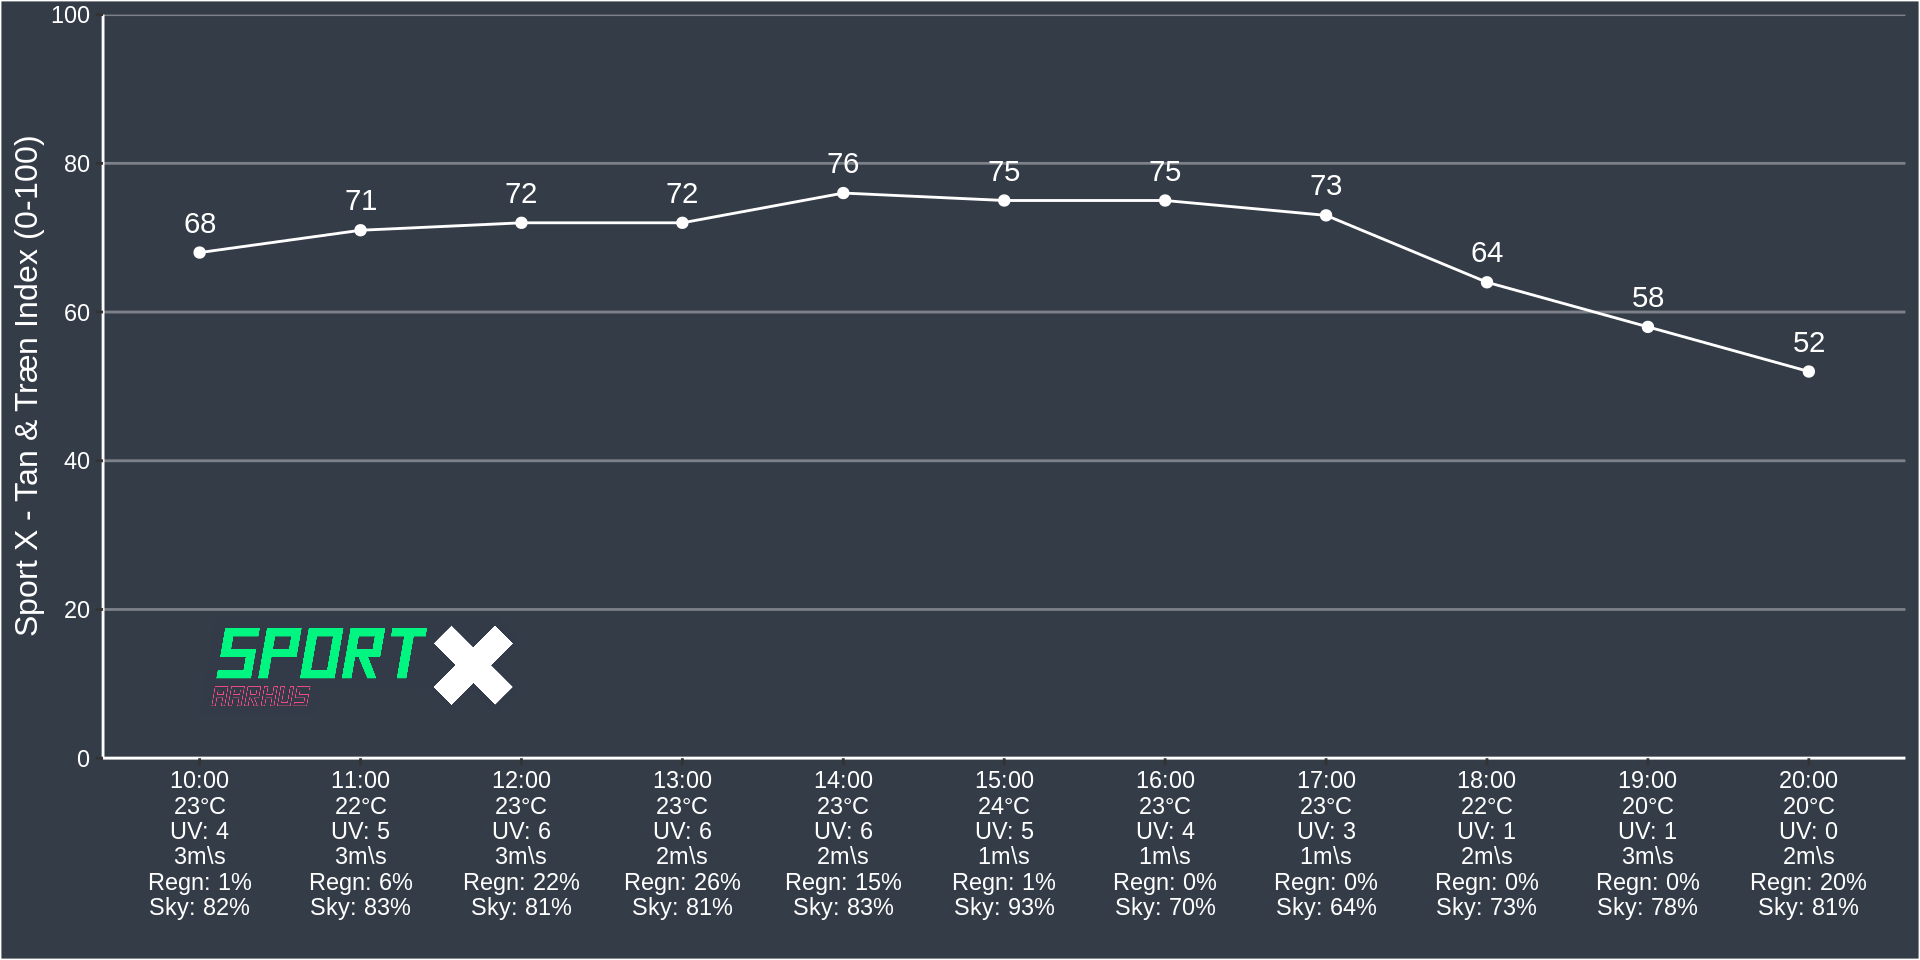 Sport X - Tan & Træn Index (0-100)
100
80
60
40
20
0
68
71
72
72
76
75
75
73
64
58
52
SPORT X
AARHUS
10:00 11:00 12:00 13:00 14:00 15:00 16:00 17:00 18:00 19:00 20:00
23°C 22°C 23°C 23°C 23°C 24°C 23°C 23°C 22°C 20°C 20°C
UV: 4 UV: 5 UV: 6 UV: 6 UV: 6 UV: 5 UV: 4 UV: 3 UV: 1 UV: 1 UV: 0
3m\s 3m\s 3m\s 2m\s 2m\s 1m\s 1m\s 1m\s 2m\s 3m\s 2m\s
Regn: 1% Regn: 6% Regn: 22% Regn: 26% Regn: 15% Regn: 1% Regn: 0% Regn: 0% Regn: 0% Regn: 0% Regn: 20%
Sky: 82% Sky: 83% Sky: 81% Sky: 81% Sky: 83% Sky: 93% Sky: 70% Sky: 64% Sky: 73% Sky: 78% Sky: 81%